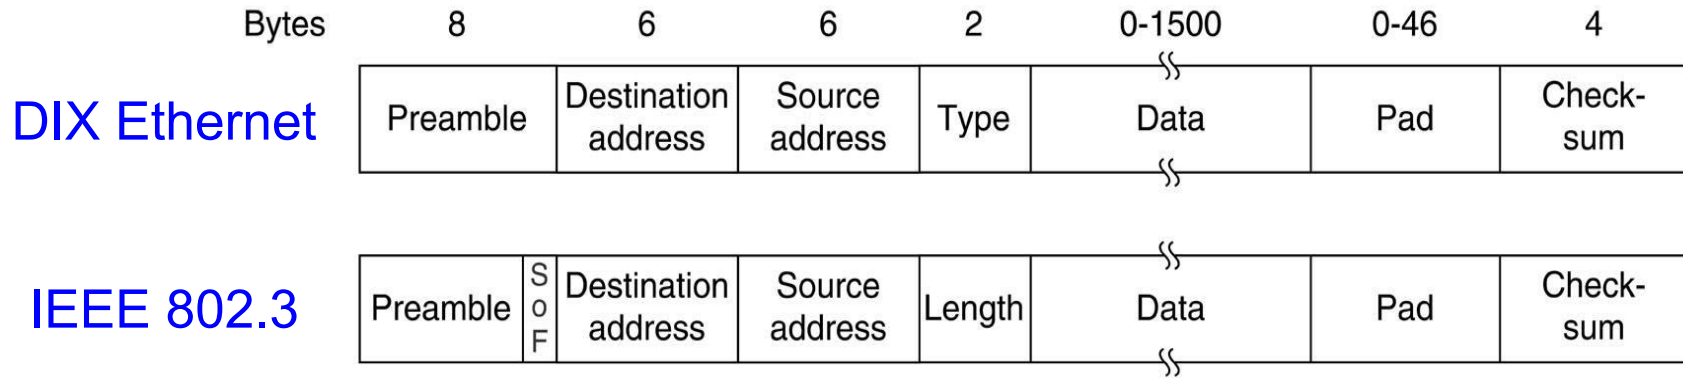 Bytes 8 6 6 2 0-1500 0-46 4
DIX Ethernet Preamble Destination address Source address Type Data Pad Check-sum
IEEE 802.3 Preamble SoF Destination address Source address Length Data Pad Check-sum